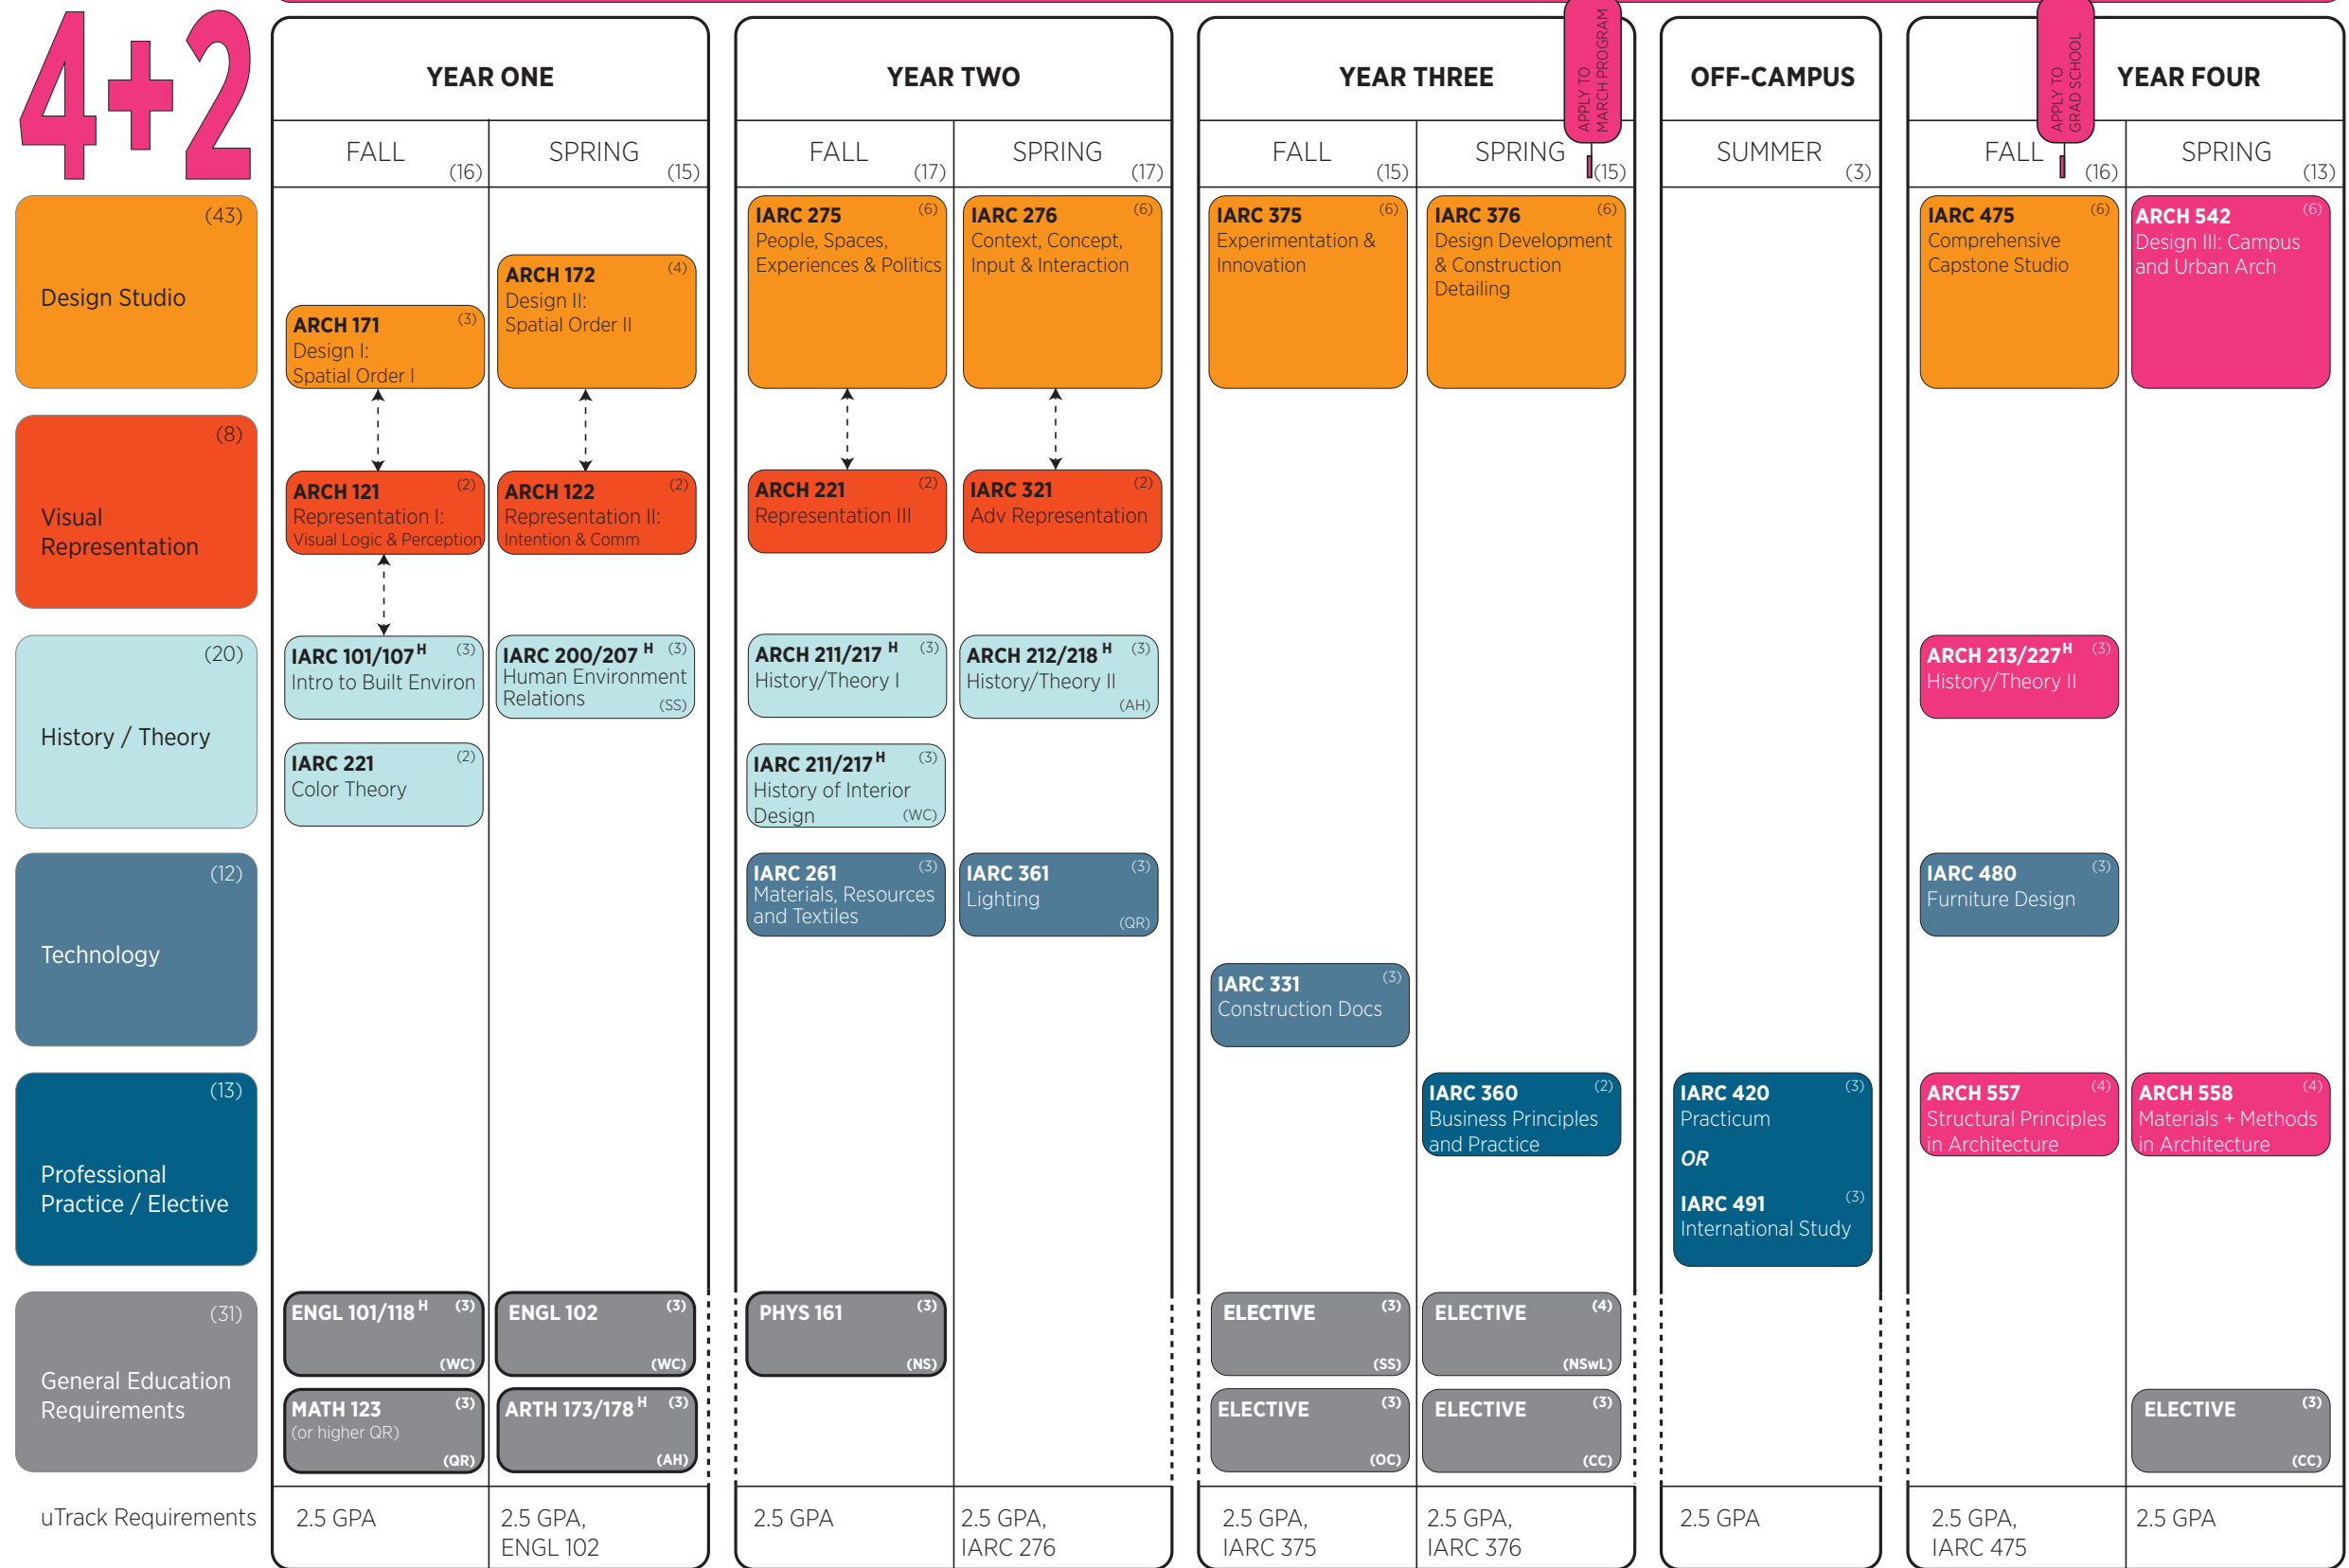 4+2
YEAR ONE
YEAR TWO
YEAR THREE
APPLY TO
MARCH PROGRAM
OFF-CAMPUS
APPLY TO
GRAD SCHOOL
YEAR FOUR
FALL (16)
SPRING (15)
FALL (17)
SPRING (17)
FALL (15)
SPRING (15)
SUMMER (3)
FALL (16)
SPRING (13)
(43)
Design Studio
ARCH 171 (3)
Design I:
Spatial Order I
ARCH 172 (4)
Design II:
Spatial Order II
IARC 275 (6)
People, Spaces,
Experiences & Politics
IARC 276 (6)
Context, Concept,
Input & Interaction
IARC 375 (6)
Experimentation &
Innovation
IARC 376 (6)
Design Development
& Construction
Detailing
IARC 475 (6)
Comprehensive
Capstone Studio
ARCH 542 (6)
Design III: Campus
and Urban Arch
(8)
Visual
Representation
ARCH 121 (2)
Representation I:
Visual Logic & Perception
ARCH 122 (2)
Representation II:
Intention & Comm
ARCH 221 (2)
Representation III
IARC 321 (2)
Adv Representation
(20)
History / Theory
IARC 101/107 H (3)
Intro to Built Environ
IARC 200/207 H (3)
Human Environment
Relations (SS)
ARCH 211/217 H (3)
History/Theory I
ARCH 212/218 H (3)
History/Theory II
(AH)
ARCH 213/227 H (3)
History/Theory II
IARC 221 (2)
Color Theory
IARC 211/217 H (3)
History of Interior
Design (WC)
(12)
Technology
IARC 261 (3)
Materials, Resources
and Textiles
IARC 361 (3)
Lighting
(QR)
IARC 480 (3)
Furniture Design
IARC 331 (3)
Construction Docs
(13)
Professional
Practice / Elective
IARC 360 (2)
Business Principles
and Practice
IARC 420 (3)
Practicum
OR
IARC 491 (3)
International Study
ARCH 557 (4)
Structural Principles
in Architecture
ARCH 558 (4)
Materials + Methods
in Architecture
(31)
General Education
Requirements
ENGL 101/118 H (3)
(WC)
ENGL 102 (3)
(WC)
PHYS 161 (3)
(NS)
ELECTIVE (3)
(SS)
ELECTIVE (4)
(NSwL)
MATH 123 (3)
(or higher QR)
(QR)
ARTH 173/178 H (3)
(AH)
ELECTIVE (3)
(OC)
ELECTIVE (3)
(CC)
ELECTIVE (3)
(CC)
uTrack Requirements
2.5 GPA
2.5 GPA,
ENGL 102
2.5 GPA
2.5 GPA,
IARC 276
2.5 GPA,
IARC 375
2.5 GPA,
IARC 376
2.5 GPA
2.5 GPA,
IARC 475
2.5 GPA